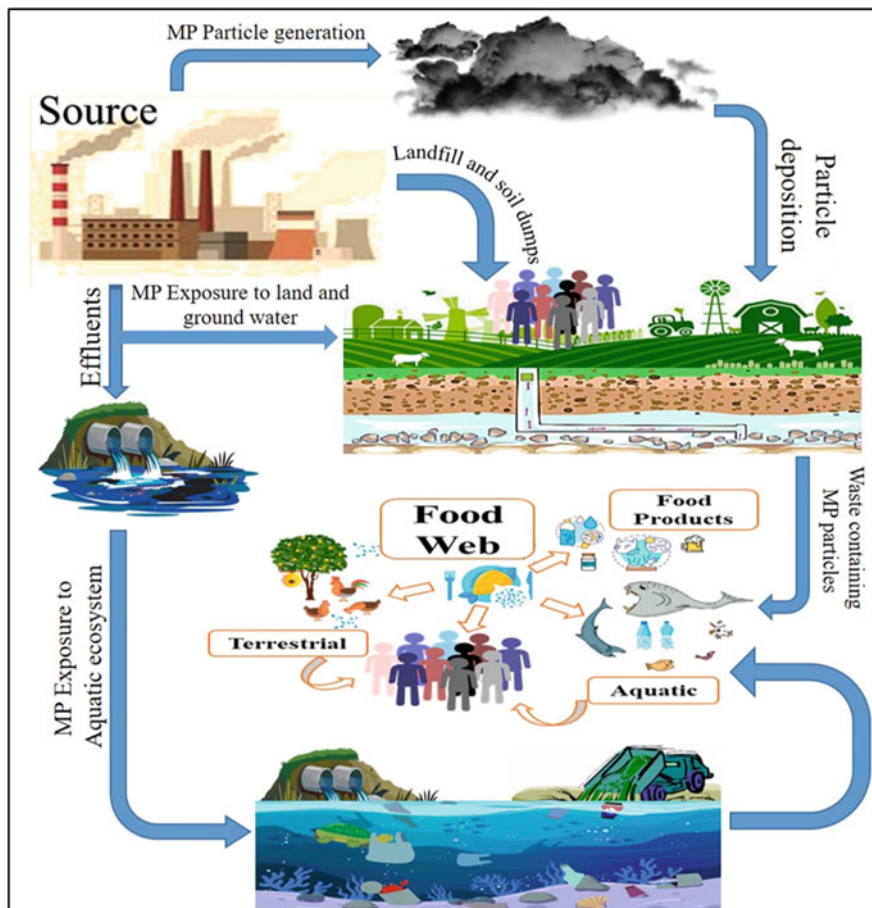 MP Particle generation
Source
Landfill and soil dumps
Particle
deposition
MP Exposure to land and
ground water
Effluents
Waste containing
MP particles
Food
Web
Food
Products
Terrestrial
Aquatic
MP Exposure to
Aquatic ecosystem